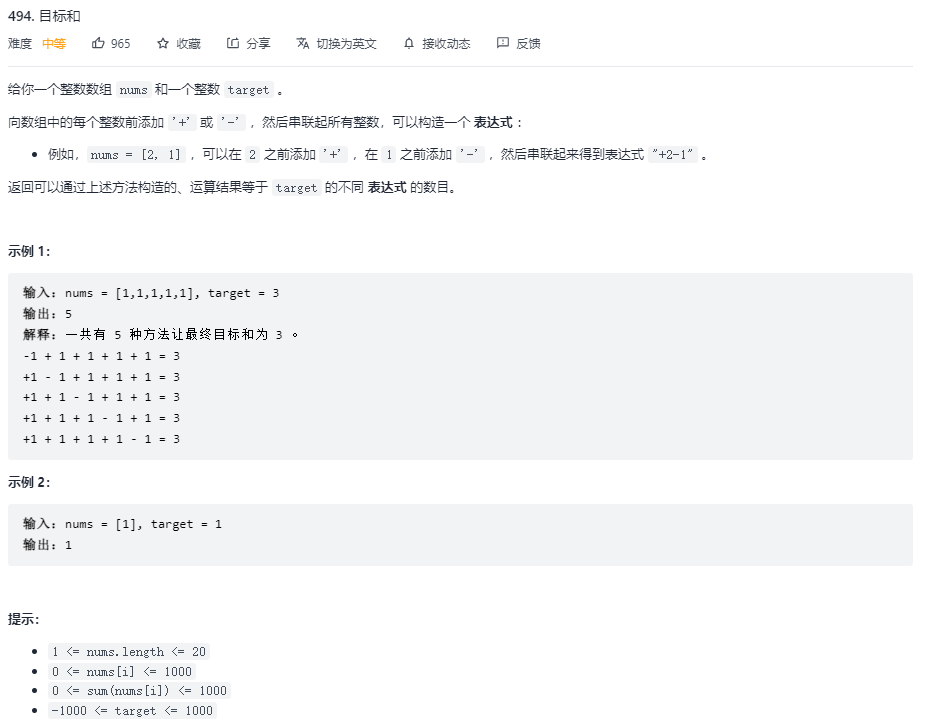 494. 目标和
难度 中等 965 收藏 分享 切换为英文 接收动态 反馈
给你一个整数数组 nums 和一个整数 target 。
向数组中的每个整数前添加 '+' 或 '-' ，然后串联起所有整数，可以构造一个 表达式 ：
例如，nums = [2, 1] ，可以在 2 之前添加 '+' ，在 1 之前添加 '-' ，然后串联起来得到表达式 "+2-1" 。
返回可以通过上述方法构造的、运算结果等于 target 的不同 表达式 的数目。
示例 1：
输入：nums = [1,1,1,1,1], target = 3
输出：5
解释：一共有 5 种方法让最终目标和为 3 。
-1 + 1 + 1 + 1 + 1 = 3
+1 - 1 + 1 + 1 + 1 = 3
+1 + 1 - 1 + 1 + 1 = 3
+1 + 1 + 1 - 1 + 1 = 3
+1 + 1 + 1 + 1 - 1 = 3
示例 2：
输入：nums = [1], target = 1
输出：1
提示：
1 <= nums.length <= 20
0 <= nums[i] <= 1000
0 <= sum(nums[i]) <= 1000
-1000 <= target <= 1000